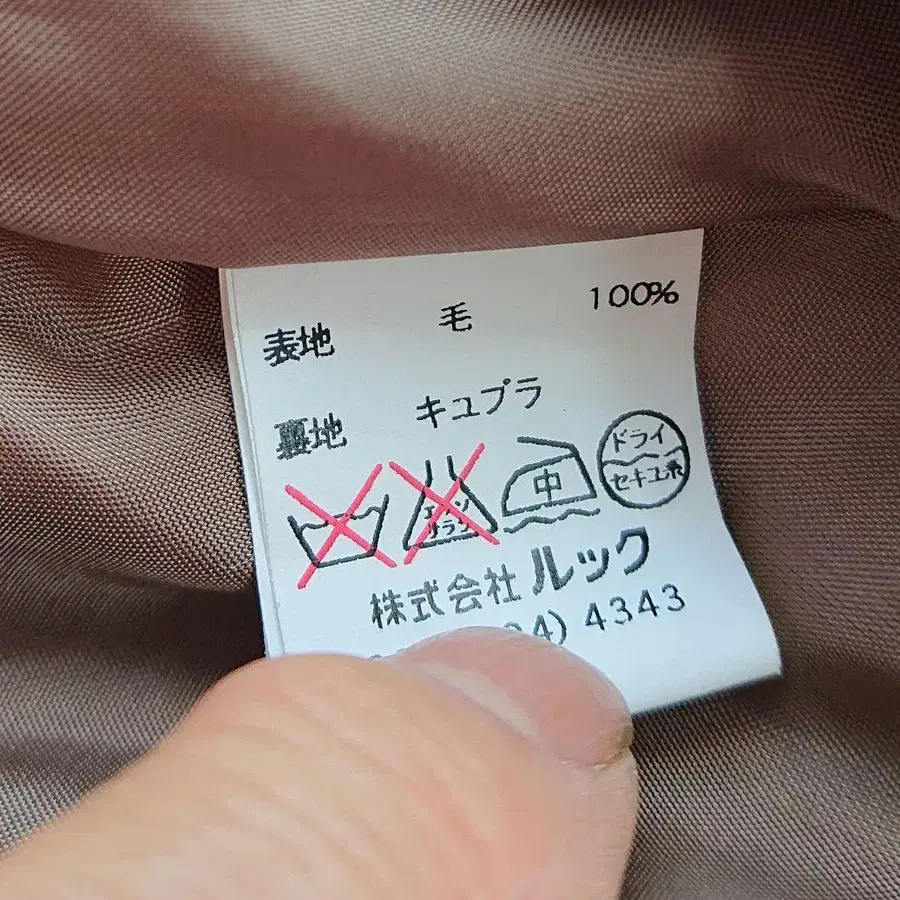 表地 毛 100%
裏地 キュプラ
エンソ
サラシ
中
ドライ
セキユ系
株式会社ルック
4) 4343